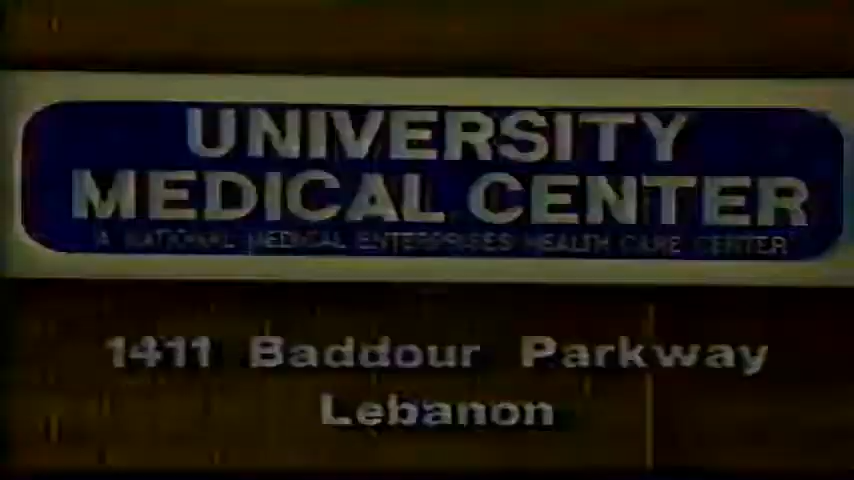 UNIVERSITY
MEDICAL CENTER
A NATIONAL MEDICAL ENTERPRISES HEALTH CARE CENTER
1411 Baddour Parkway
Lebanon